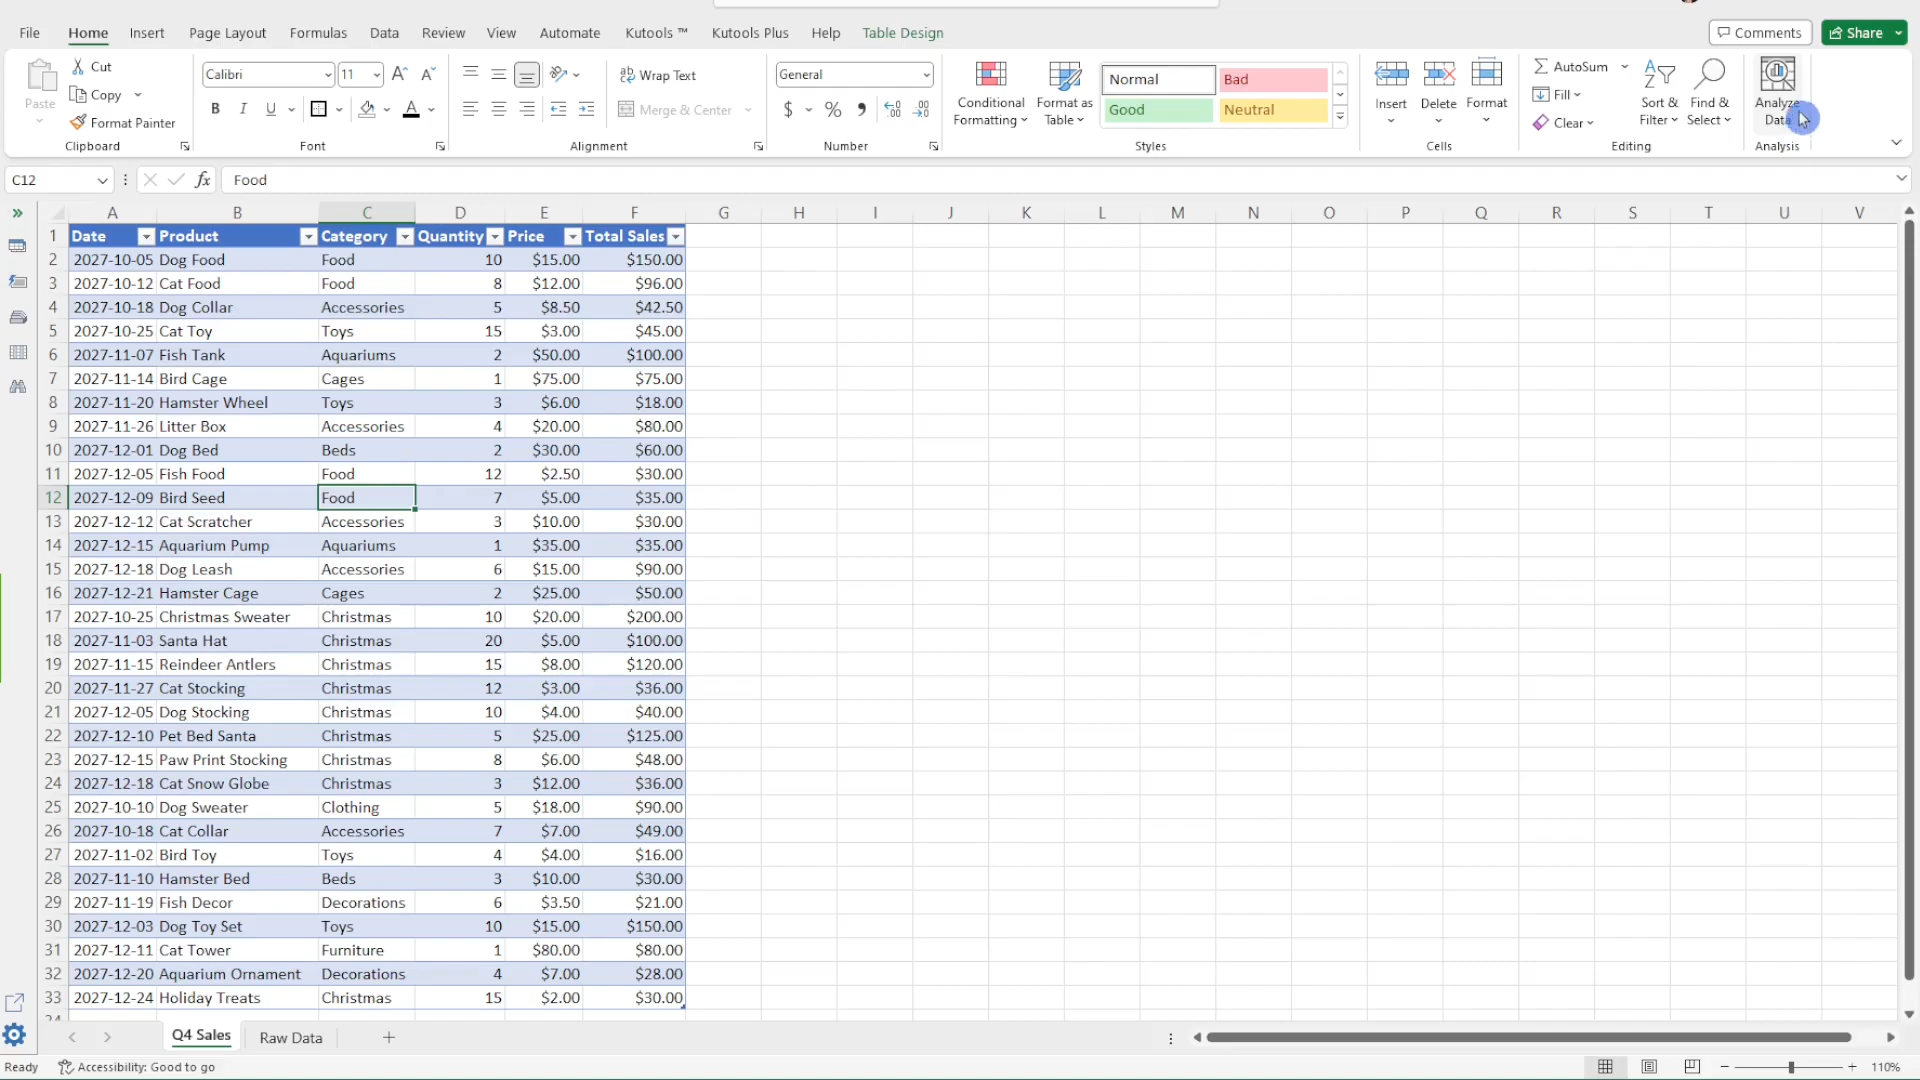 File Home Insert Page Layout Formulas Data Review View Automate Kutools ™ Kutools Plus Help Table Design Comments Share
Paste Cut Copy Format Painter Clipboard
Calibri 11 B I U A Font
ab Wrap Text Merge & Center Alignment
General $ % , Number
Conditional Formatting Format as Table Normal Bad Good Neutral Styles
Insert Delete Format Cells
AutoSum Fill Clear Sort & Filter Find & Select Editing
Analyze Data Analysis
C12 fx Food
A B C D E F G H I J K L M N O P Q R S T U V
1 Date Product Category Quantity Price Total Sales
2 2027-10-05 Dog Food Food 10 $15.00 $150.00
3 2027-10-12 Cat Food Food 8 $12.00 $96.00
4 2027-10-18 Dog Collar Accessories 5 $8.50 $42.50
5 2027-10-25 Cat Toy Toys 15 $3.00 $45.00
6 2027-11-07 Fish Tank Aquariums 2 $50.00 $100.00
7 2027-11-14 Bird Cage Cages 1 $75.00 $75.00
8 2027-11-20 Hamster Wheel Toys 3 $6.00 $18.00
9 2027-11-26 Litter Box Accessories 4 $20.00 $80.00
10 2027-12-01 Dog Bed Beds 2 $30.00 $60.00
11 2027-12-05 Fish Food Food 12 $2.50 $30.00
12 2027-12-09 Bird Seed Food 7 $5.00 $35.00
13 2027-12-12 Cat Scratcher Accessories 3 $10.00 $30.00
14 2027-12-15 Aquarium Pump Aquariums 1 $35.00 $35.00
15 2027-12-18 Dog Leash Accessories 6 $15.00 $90.00
16 2027-12-21 Hamster Cage Cages 2 $25.00 $50.00
17 2027-10-25 Christmas Sweater Christmas 10 $20.00 $200.00
18 2027-11-03 Santa Hat Christmas 20 $5.00 $100.00
19 2027-11-15 Reindeer Antlers Christmas 15 $8.00 $120.00
20 2027-11-27 Cat Stocking Christmas 12 $3.00 $36.00
21 2027-12-05 Dog Stocking Christmas 10 $4.00 $40.00
22 2027-12-10 Pet Bed Santa Christmas 5 $25.00 $125.00
23 2027-12-15 Paw Print Stocking Christmas 8 $6.00 $48.00
24 2027-12-18 Cat Snow Globe Christmas 3 $12.00 $36.00
25 2027-10-10 Dog Sweater Clothing 5 $18.00 $90.00
26 2027-10-18 Cat Collar Accessories 7 $7.00 $49.00
27 2027-11-02 Bird Toy Toys 4 $4.00 $16.00
28 2027-11-10 Hamster Bed Beds 3 $10.00 $30.00
29 2027-11-19 Fish Decor Decorations 6 $3.50 $21.00
30 2027-12-03 Dog Toy Set Toys 10 $15.00 $150.00
31 2027-12-11 Cat Tower Furniture 1 $80.00 $80.00
32 2027-12-20 Aquarium Ornament Decorations 4 $7.00 $28.00
33 2027-12-24 Holiday Treats Christmas 15 $2.00 $30.00
Q4 Sales Raw Data
Ready Accessibility: Good to go 110%